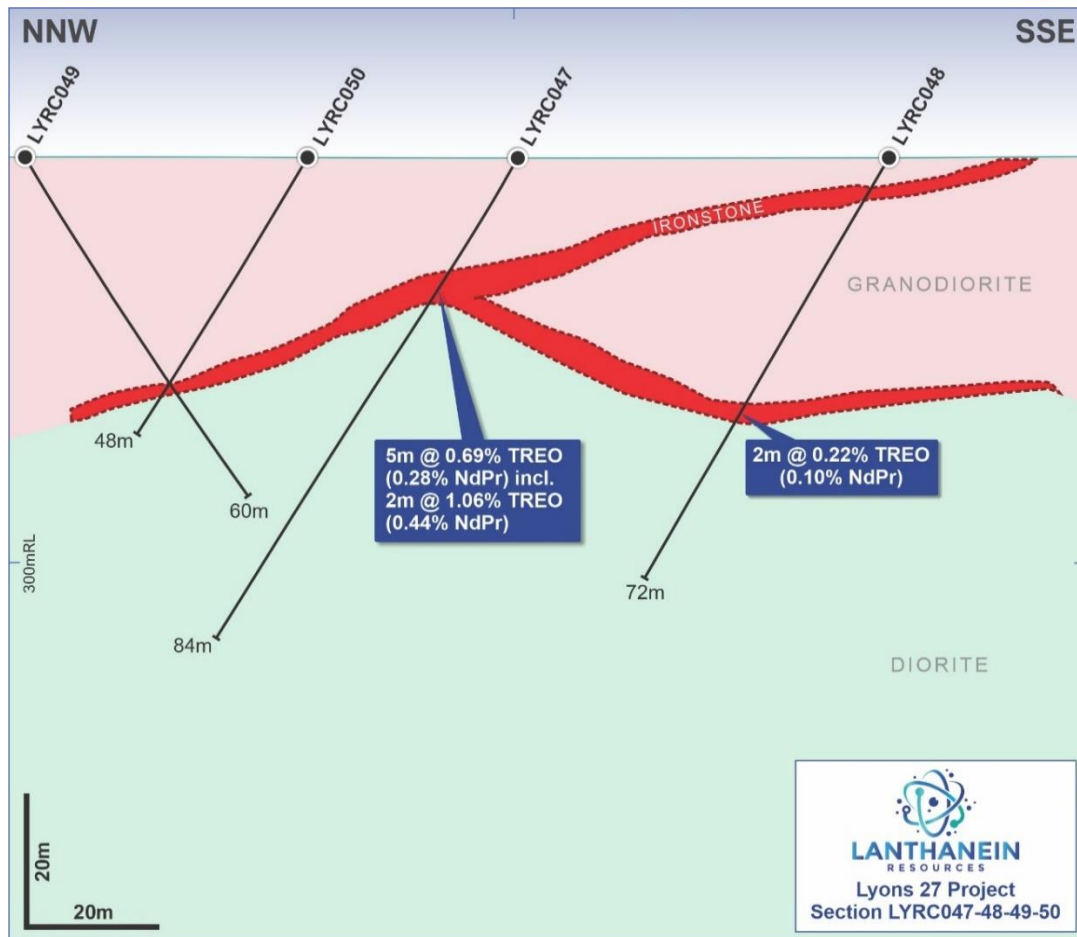 NNW
SSE
LYRC049
LYRC050
LYRC047
LYRC048
IRONSTONE
GRANODIORITE
48m
60m
5m @ 0.69% TREO
(0.28% NdPr) incl.
2m @ 1.06% TREO
(0.44% NdPr)
2m @ 0.22% TREO
(0.10% NdPr)
300mRL
72m
84m
DIORITE
20m
20m
LANTHANEIN
RESOURCES
Lyons 27 Project
Section LYRC047-48-49-50